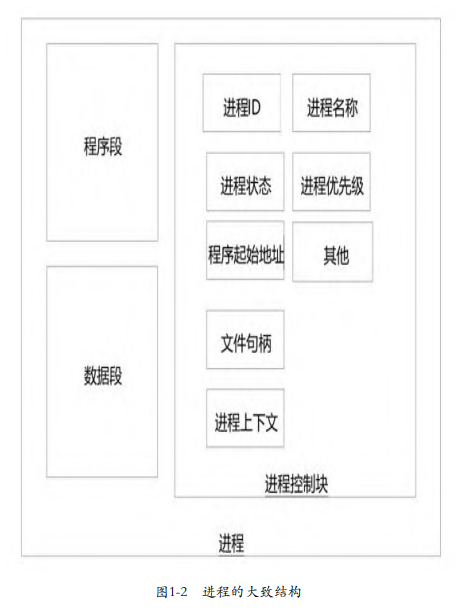 程序段
数据段
进程ID
进程名称
进程状态
进程优先级
程序起始地址
其他
文件句柄
进程上下文
进程控制块
进程
图1-2 进程的大致结构